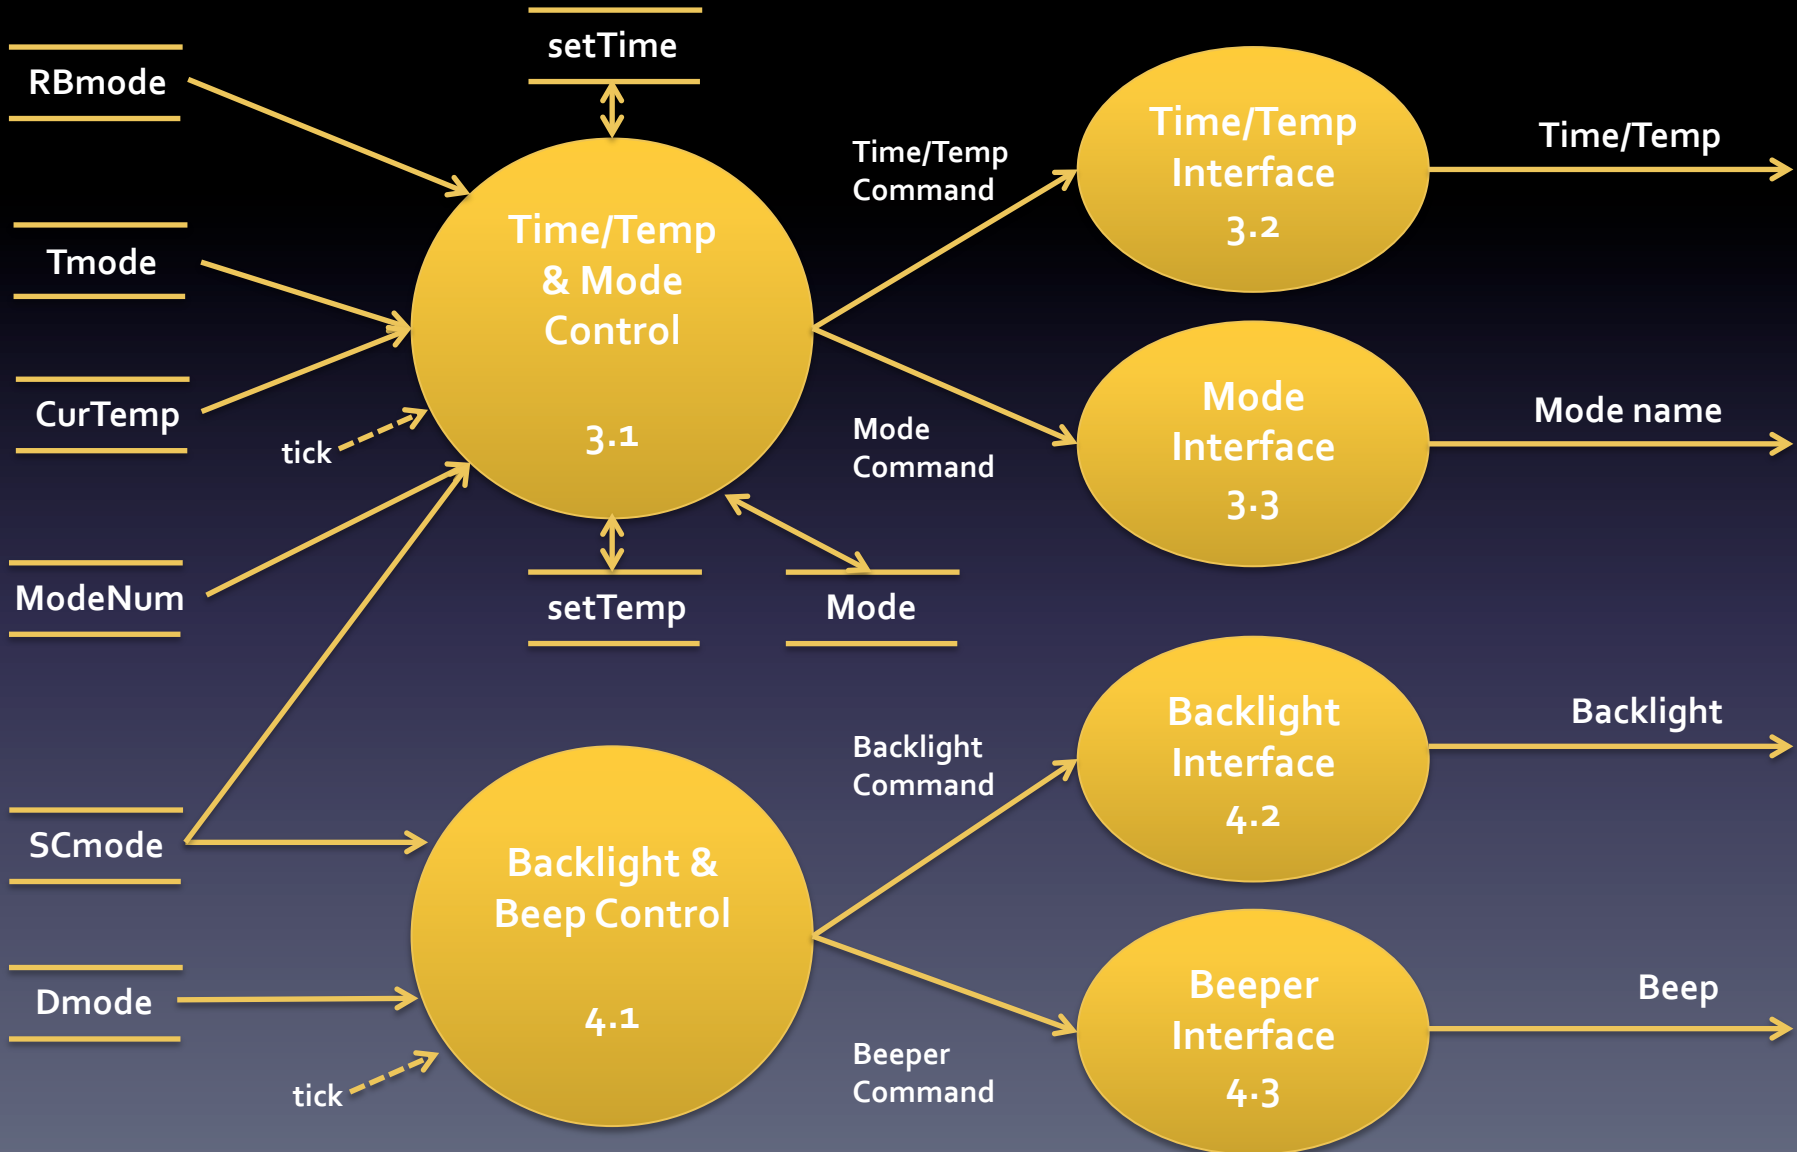 setTime
RBmode
Tmode
CurTemp
tick
ModeNum
SCmode
Dmode
tick
Time/Temp
& Mode
Control
3.1
setTemp
Mode
Backlight &
Beep Control
4.1
Time/Temp
Command
Mode
Command
Backlight
Command
Beeper
Command
Time/Temp
Interface
3.2
Mode
Interface
3.3
Backlight
Interface
4.2
Beeper
Interface
4.3
Time/Temp
Mode name
Backlight
Beep